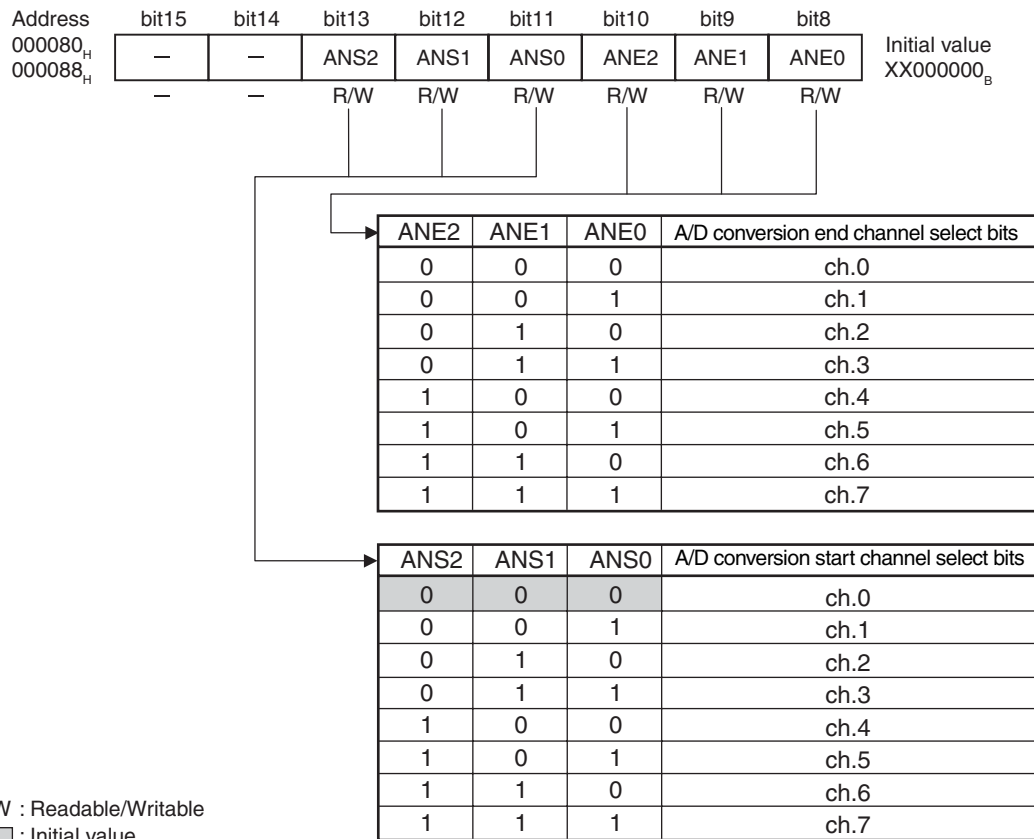 Address bit15 bit14 bit13 bit12 bit11 bit10 bit9 bit8
000080H
000088H
– – ANS2 ANS1 ANS0 ANE2 ANE1 ANE0
Initial value
XX000000B
– – R/W R/W R/W R/W R/W R/W
ANE2 ANE1 ANE0 A/D conversion end channel select bits
0 0 0 ch.0
0 0 1 ch.1
0 1 0 ch.2
0 1 1 ch.3
1 0 0 ch.4
1 0 1 ch.5
1 1 0 ch.6
1 1 1 ch.7
ANS2 ANS1 ANS0 A/D conversion start channel select bits
0 0 0 ch.0
0 0 1 ch.1
0 1 0 ch.2
0 1 1 ch.3
1 0 0 ch.4
1 0 1 ch.5
1 1 0 ch.6
1 1 1 ch.7
: Readable/Writable
: Initial value